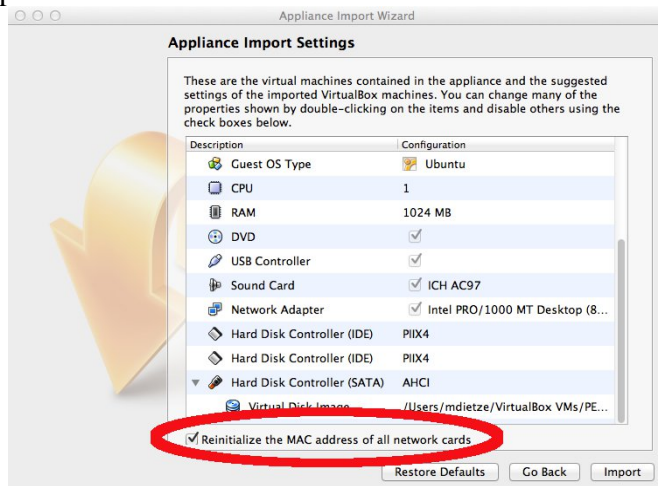 Appliance Import Wizard
Appliance Import Settings
These are the virtual machines contained in the appliance and the suggested
settings of the imported VirtualBox machines. You can change many of the
properties shown by double-clicking on the items and disable others using the
check boxes below.
Description Configuration
Guest OS Type Ubuntu
CPU 1
RAM 1024 MB
DVD
USB Controller
Sound Card ICH AC97
Network Adapter Intel PRO/1000 MT Desktop (8...
Hard Disk Controller (IDE) PIIX4
Hard Disk Controller (IDE) PIIX4
Hard Disk Controller (SATA) AHCI
Virtual Disk Image /Users/mdietze/VirtualBox VMs/PE...
Reinitialize the MAC address of all network cards
Restore Defaults Go Back Import